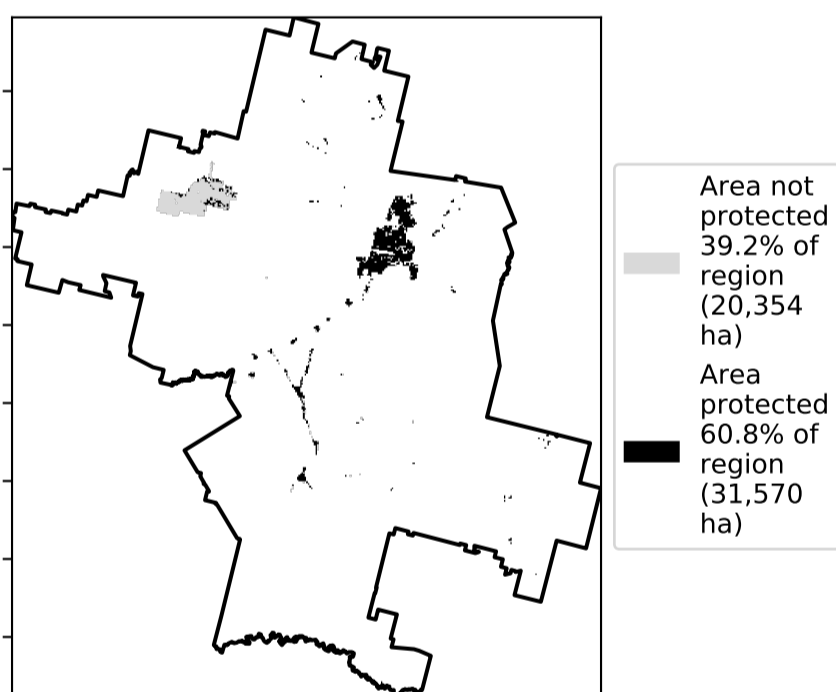 Area not
protected
39.2% of
region
(20,354
ha)
Area
protected
60.8% of
region
(31,570
ha)